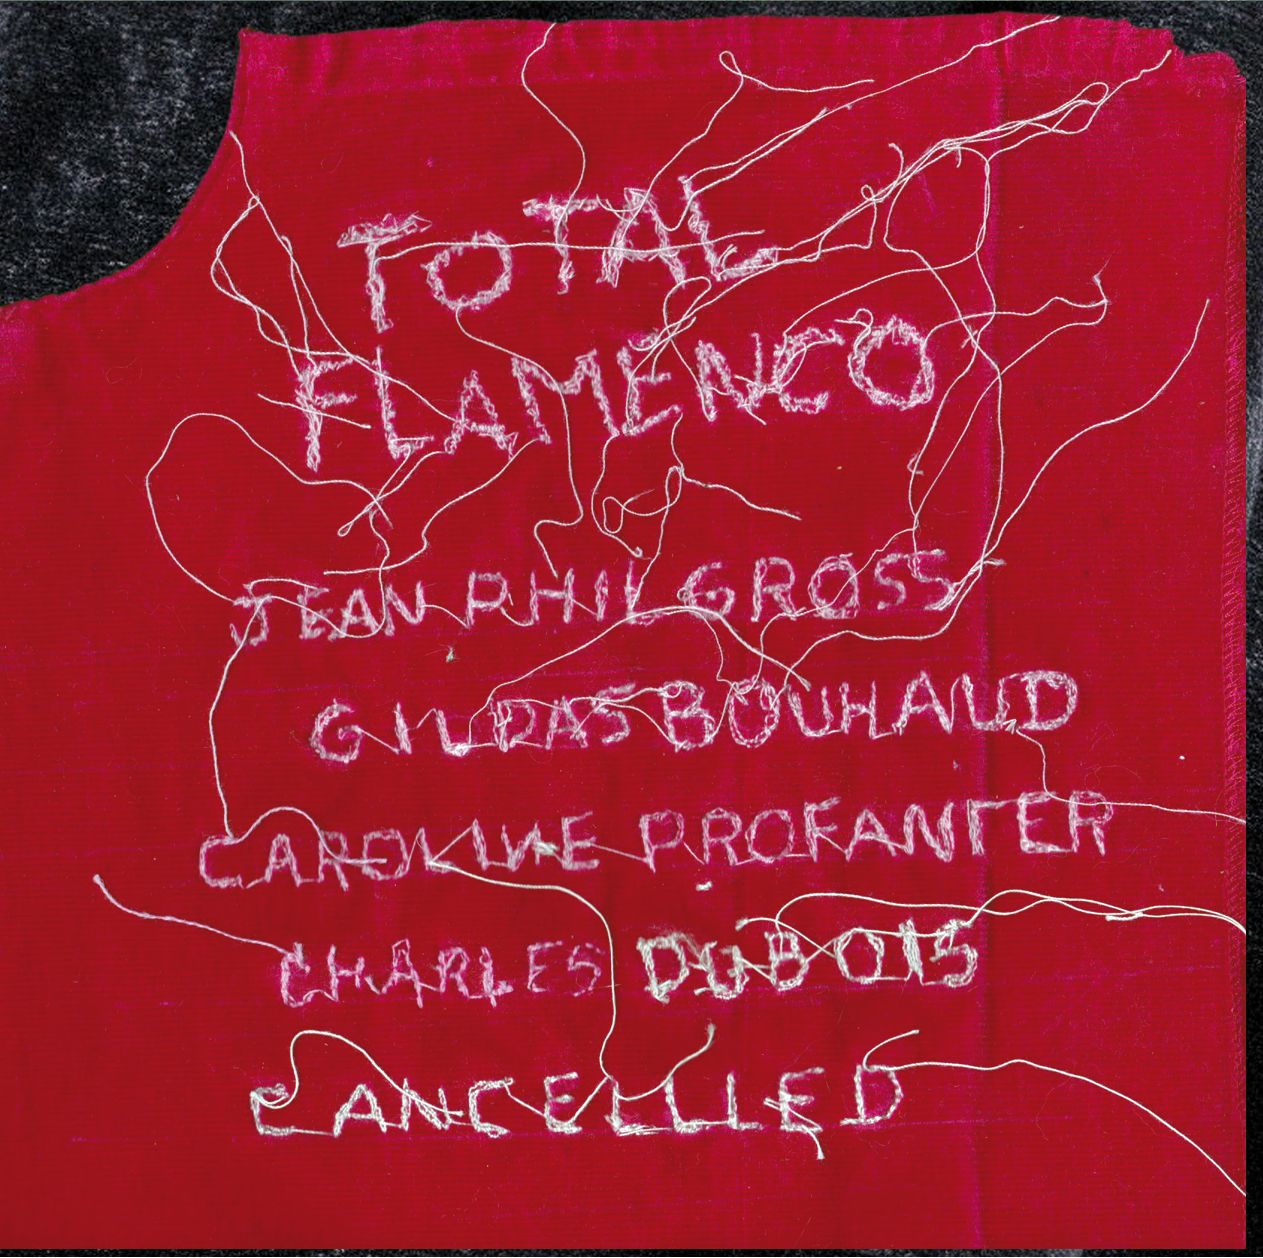 TOTAL
FLAMENCO
JEAN PHIL GROSS
GILDAS BOUHAUD
CAROLINE PROFANTER
CHARLES DUBOIS
CANCELLED